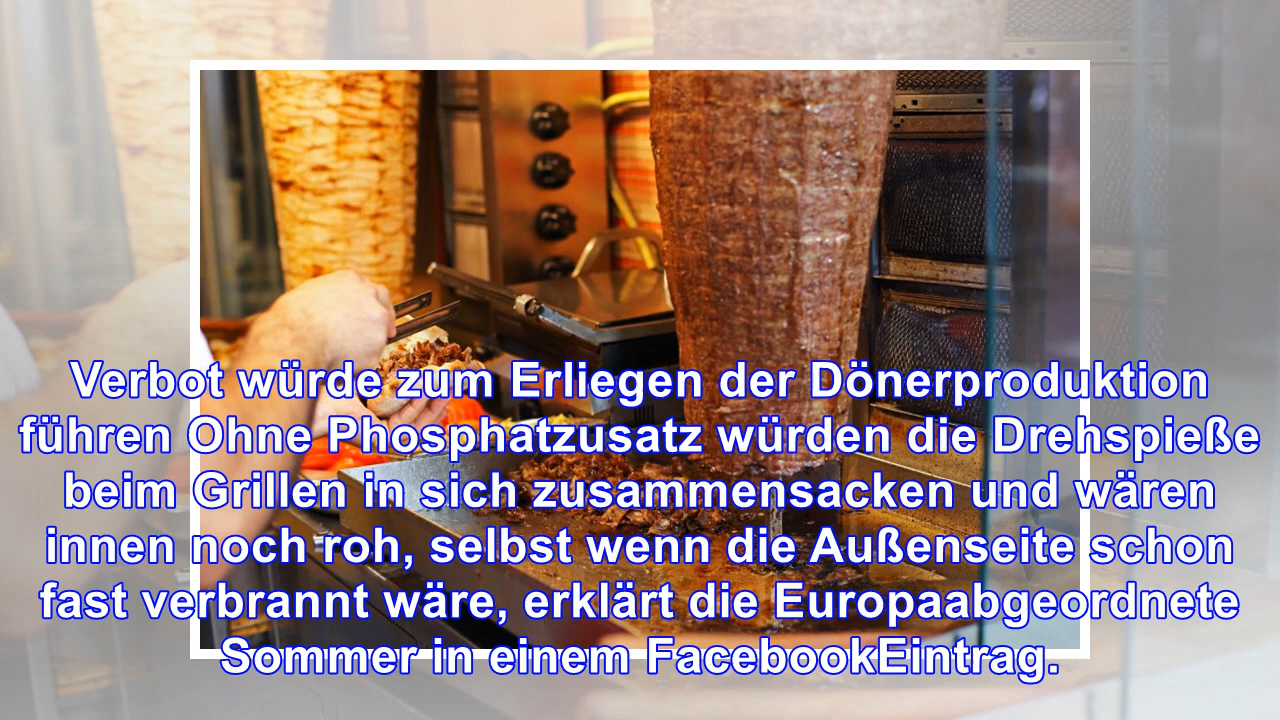 Verbot würde zum Erliegen der Dönerproduktion
führen Ohne Phosphatzusatz würden die Drehspieße
beim Grillen in sich zusammensacken und wären
innen noch roh, selbst wenn die Außenseite schon
fast verbrannt wäre, erklärt die Europaabgeordnete
Sommer in einem FacebookEintrag.